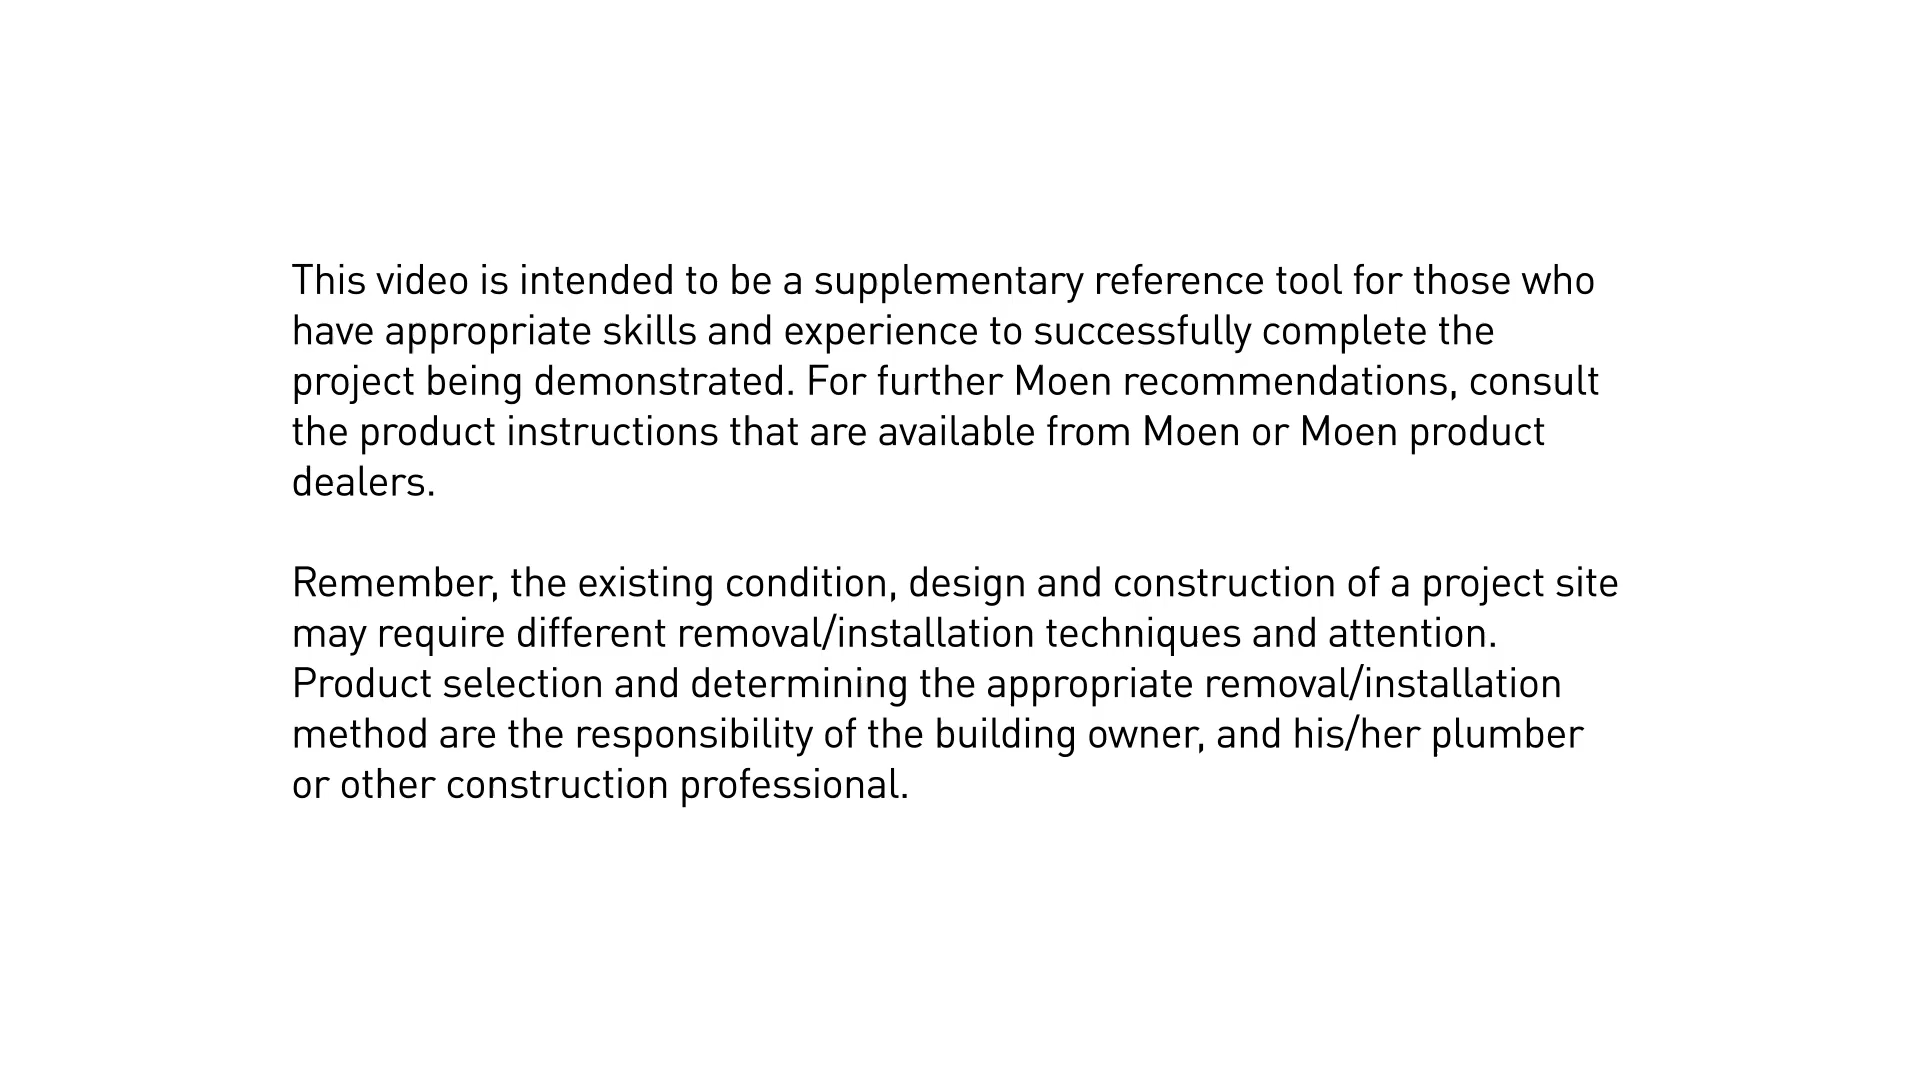 This video is intended to be a supplementary reference tool for those who
have appropriate skills and experience to successfully complete the
project being demonstrated. For further Moen recommendations, consult
the product instructions that are available from Moen or Moen product
dealers.
Remember, the existing condition, design and construction of a project site
may require different removal/installation techniques and attention.
Product selection and determining the appropriate removal/installation
method are the responsibility of the building owner, and his/her plumber
or other construction professional.